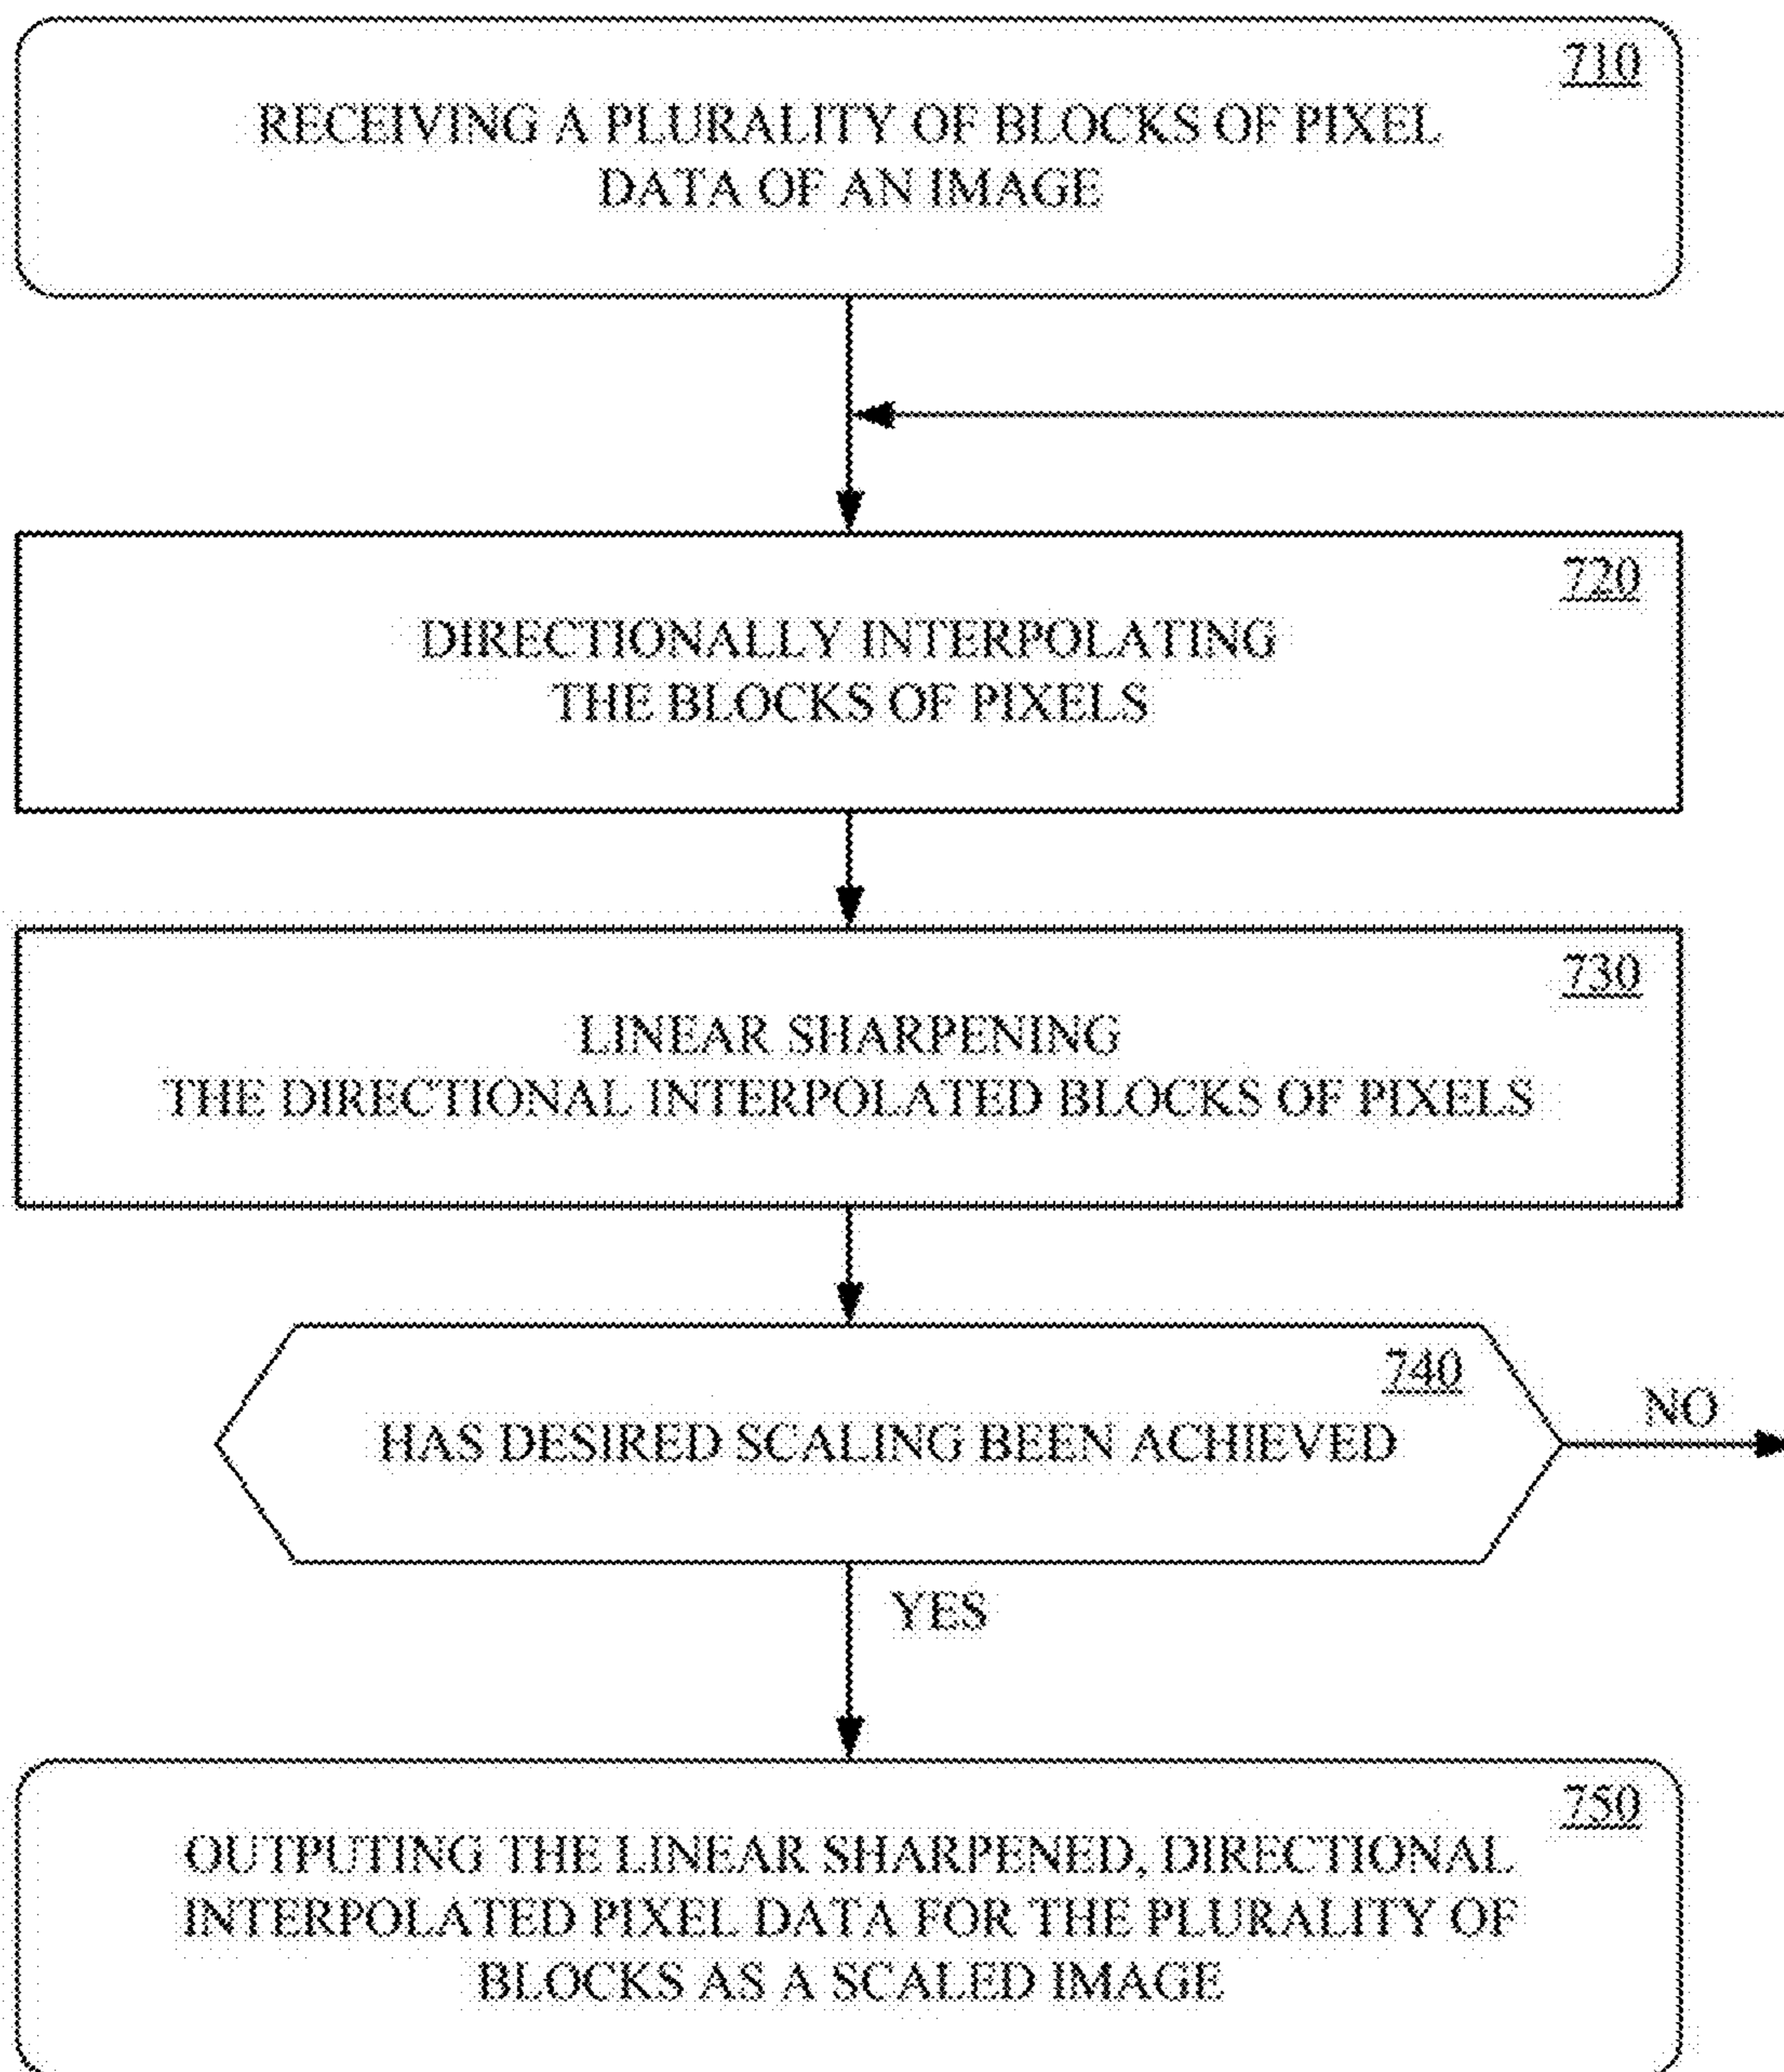 710
RECEIVING A PLURALITY OF BLOCKS OF PIXEL
DATA OF AN IMAGE
720
DIRECTIONALLY INTERPOLATING
THE BLOCKS OF PIXELS
730
LINEAR SHARPENING
THE DIRECTIONAL INTERPOLATED BLOCKS OF PIXELS
740
HAS DESIRED SCALING BEEN ACHIEVED
NO
YES
750
OUTPUTING THE LINEAR SHARPENED, DIRECTIONAL
INTERPOLATED PIXEL DATA FOR THE PLURALITY OF
BLOCKS AS A SCALED IMAGE